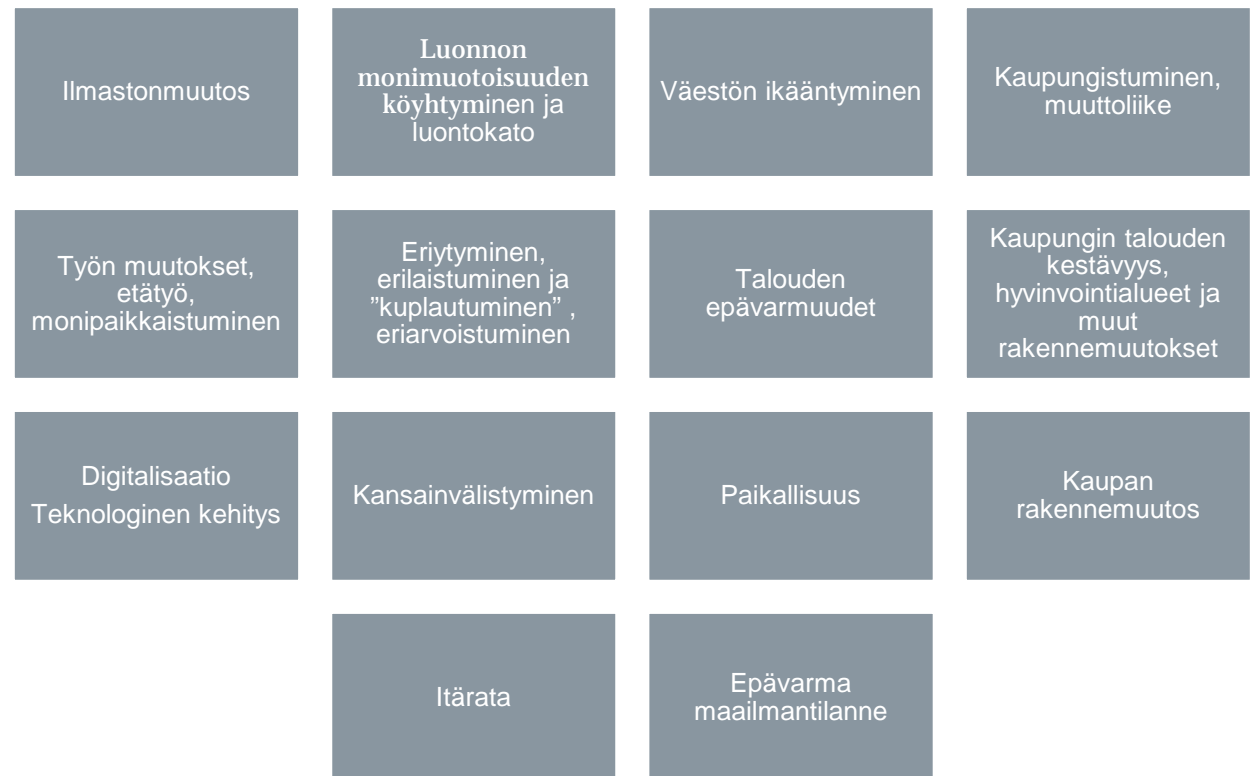 Ilmastonmuutos
Luonnon
monimuotoisuuden
köyhtyminen ja
luontokato
Väestön ikääntyminen
Kaupungistuminen,
muuttoliike
Työn muutokset,
etätyö,
monipaikkaistuminen
Eriytyminen,
erilaistuminen ja
”kuplautuminen” ,
eriarvoistuminen
Talouden
epävarmuudet
Kaupungin talouden
kestävyys,
hyvinvointialueet ja
muut
rakennemuutokset
Digitalisaatio
Teknologinen kehitys
Kansainvälistyminen
Paikallisuus
Kaupan
rakennemuutos
Itärata
Epävarma
maailmantilanne